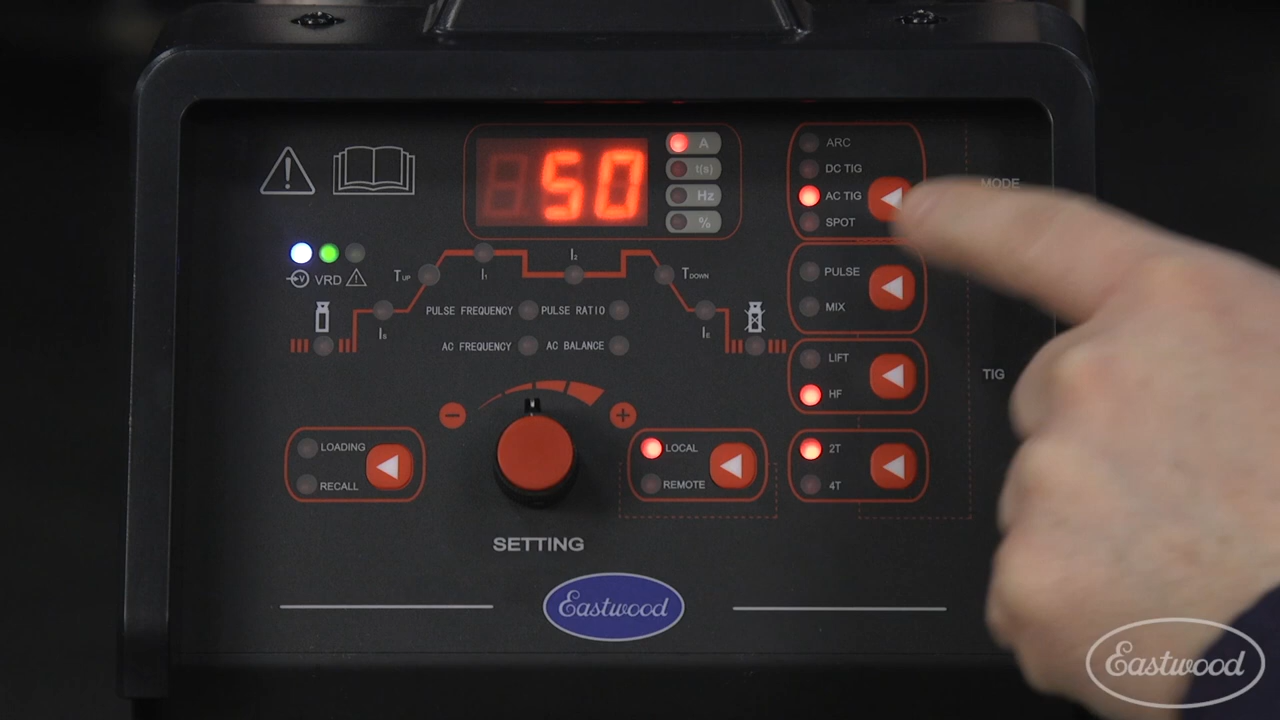 50
A
t(s)
Hz
%
ARC
DC TIG
AC TIG
SPOT
MODE
VRD
TUP
I1
I2
TDOWN
PULSE
MIX
IS
PULSE FREQUENCY
PULSE RATIO
IE
AC FREQUENCY
AC BALANCE
LIFT
HF
TIG
LOADING
RECALL
LOCAL
REMOTE
2T
4T
SETTING
Eastwood
Eastwood